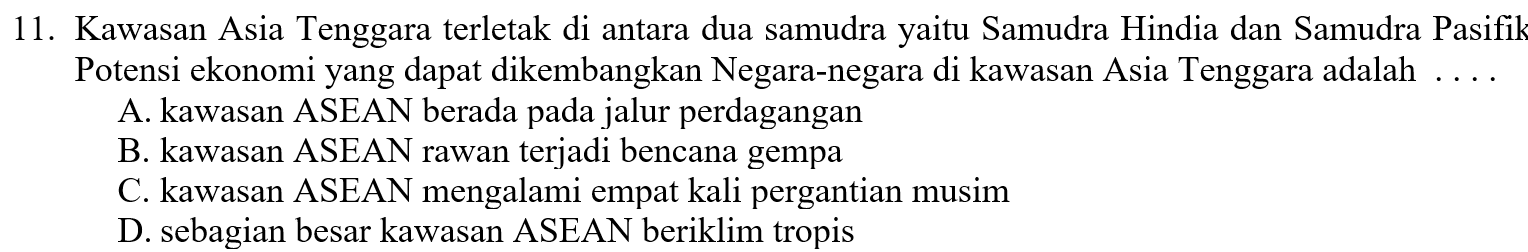 11. Kawasan Asia Tenggara terletak di antara dua samudra yaitu Samudra Hindia dan Samudra Pasifik
Potensi ekonomi yang dapat dikembangkan Negara-negara di kawasan Asia Tenggara adalah . . . .
A. kawasan ASEAN berada pada jalur perdagangan
B. kawasan ASEAN rawan terjadi bencana gempa
C. kawasan ASEAN mengalami empat kali pergantian musim
D. sebagian besar kawasan ASEAN beriklim tropis